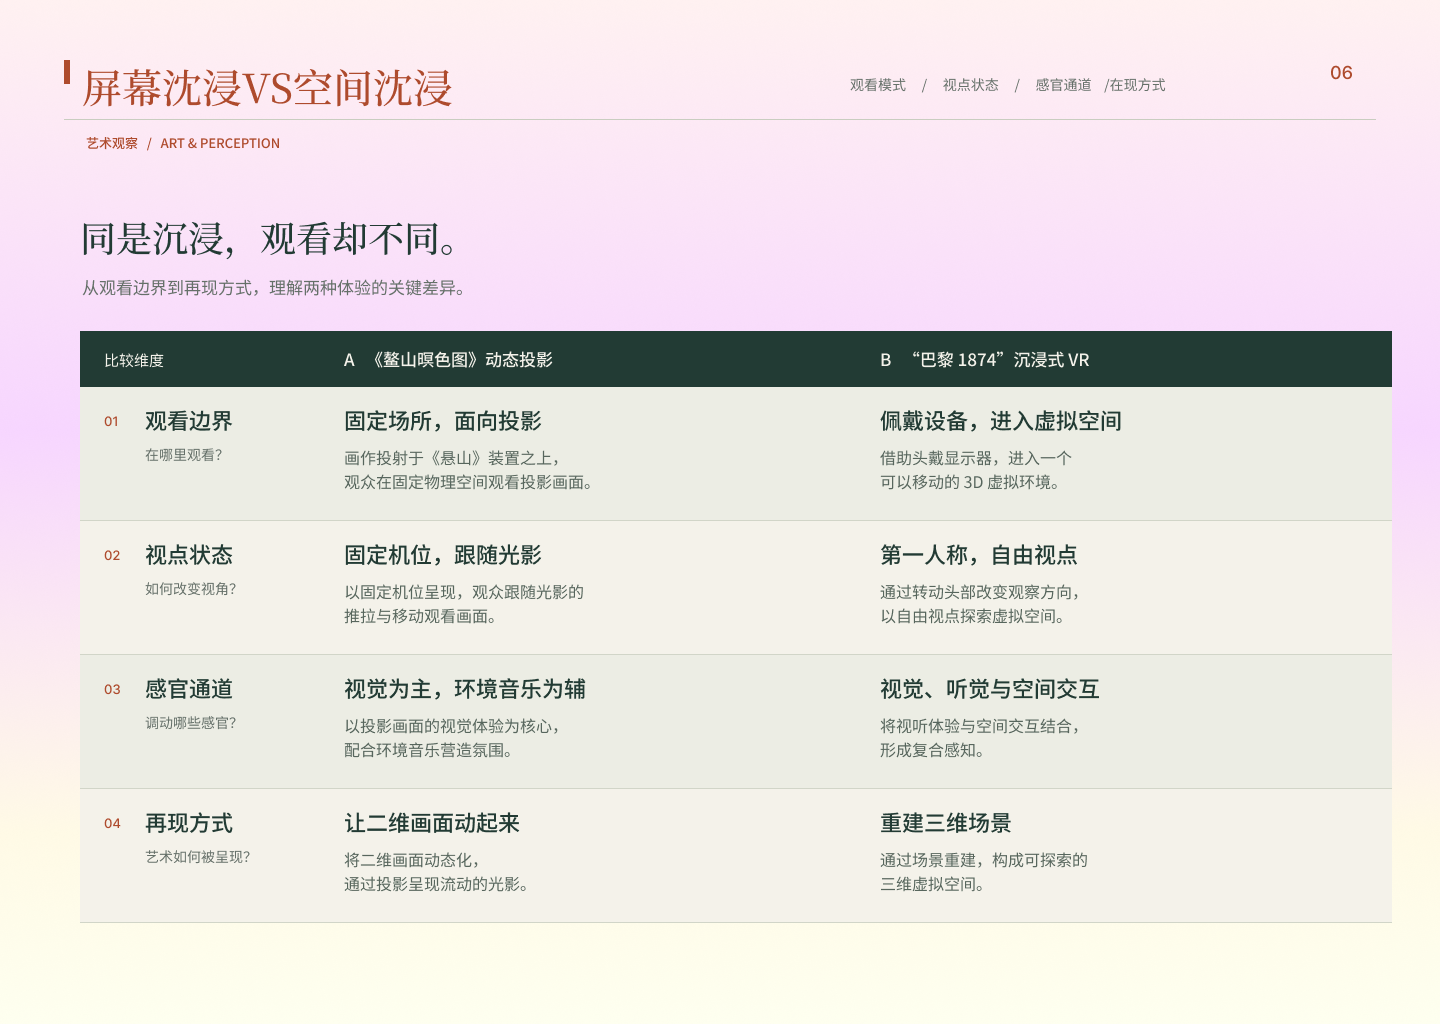 屏幕沈浸VS空间沈浸
观看模式 / 视点状态 / 感官通道 /在现方式
06
艺术观察 / ART & PERCEPTION
同是沉浸，观看却不同。
从观看边界到再现方式，理解两种体验的关键差异。
比较维度 A 《鳌山暝色图》动态投影 B “巴黎 1874”沉浸式 VR
01 观看边界 固定场所，面向投影 佩戴设备，进入虚拟空间
在哪里观看？ 画作投射于《悬山》装置之上， 借助头戴显示器，进入一个
观众在固定物理空间观看投影画面。 可以移动的 3D 虚拟环境。
02 视点状态 固定机位，跟随光影 第一人称，自由视点
如何改变视角？ 以固定机位呈现，观众跟随光影的 通过转动头部改变观察方向，
推拉与移动观看画面。 以自由视点探索虚拟空间。
03 感官通道 视觉为主，环境音乐为辅 视觉、听觉与空间交互
调动哪些感官？ 以投影画面的视觉体验为核心， 将视听体验与空间交互结合，
配合环境音乐营造氛围。 形成复合感知。
04 再现方式 让二维画面动起来 重建三维场景
艺术如何被呈现？ 将二维画面动态化， 通过场景重建，构成可探索的
通过投影呈现流动的光影。 三维虚拟空间。